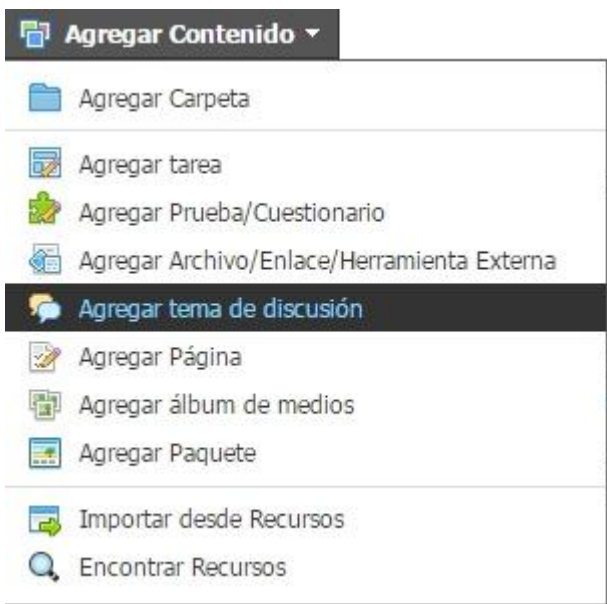 Agregar Contenido
Agregar Carpeta
Agregar tarea
Agregar Prueba/Cuestionario
Agregar Archivo/Enlace/Herramienta Externa
Agregar tema de discusión
Agregar Página
Agregar álbum de medios
Agregar Paquete
Importar desde Recursos
Encontrar Recursos